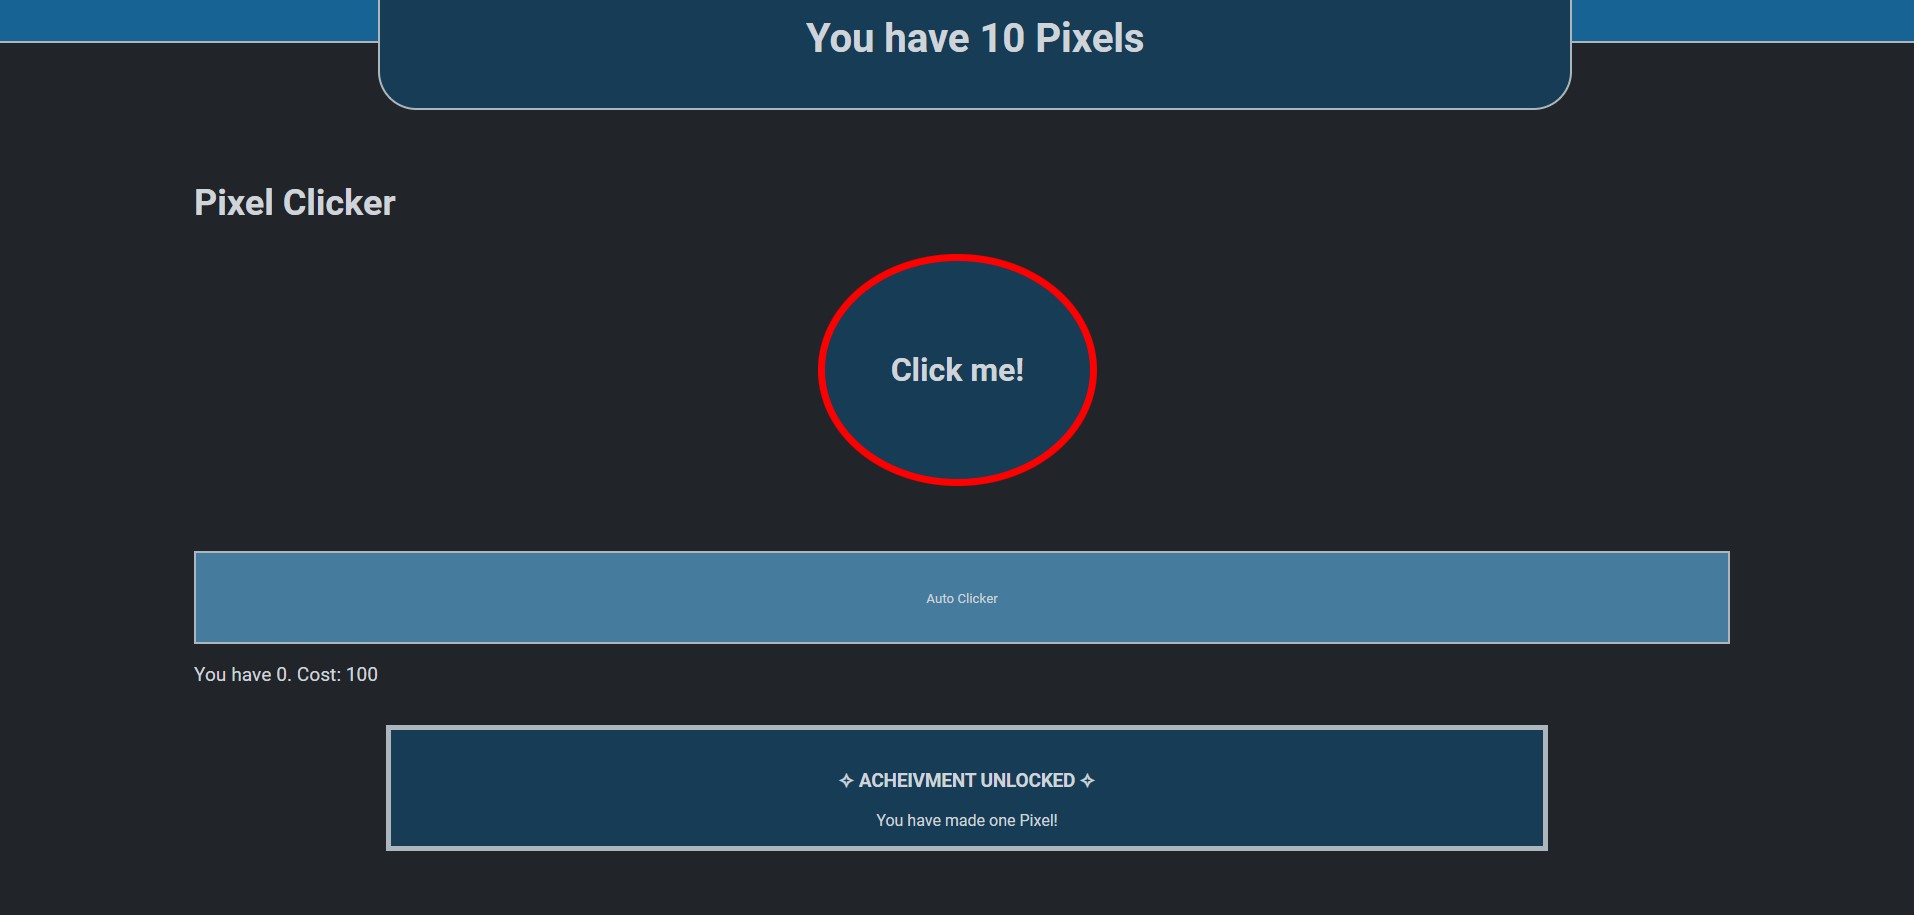 You have 10 Pixels
Pixel Clicker
Click me!
Auto Clicker
You have 0. Cost: 100
✧ ACHEIVMENT UNLOCKED ✧
You have made one Pixel!